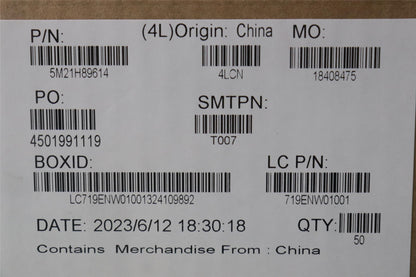 P/N: (4L)Origin: China MO:
5M21H89614 4LCN 18408475
PO: SMTPN:
4501991119 T007
BOXID: LC P/N:
LC719ENW01001324109892 719ENW01001
DATE: 2023/6/12 18:30:18 QTY:
50
Contains Merchandise From : China